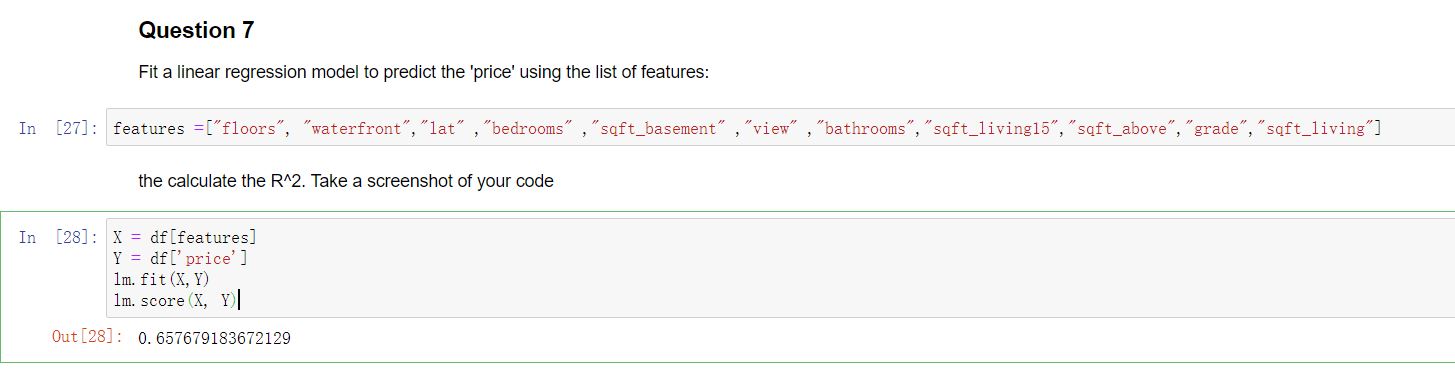 Question 7
Fit a linear regression model to predict the 'price' using the list of features:
In [27]: features =["floors", "waterfront","lat" ,"bedrooms" ,"sqft_basement" ,"view" ,"bathrooms","sqft_living15","sqft_above","grade","sqft_living"]
the calculate the R^2. Take a screenshot of your code
In [28]: X = df[features]
Y = df['price']
lm.fit(X,Y)
lm.score(X, Y)
Out[28]: 0.657679183672129